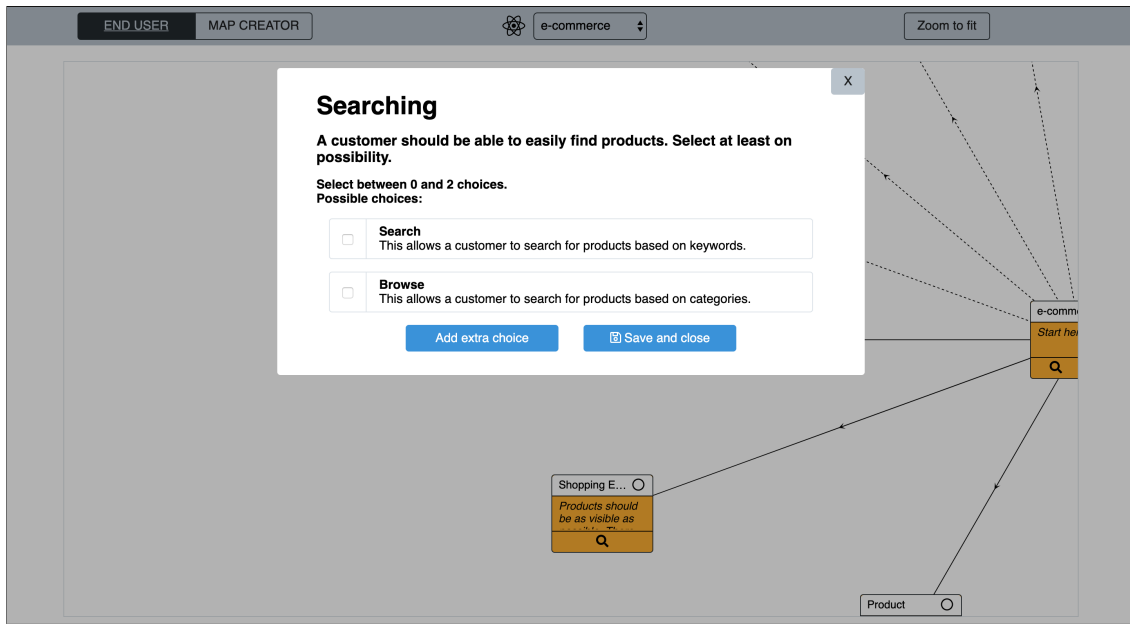 END USER
MAP CREATOR
e-commerce
Zoom to fit
X
Searching
A customer should be able to easily find products. Select at least on
possibility.
Select between 0 and 2 choices.
Possible choices:
Search
This allows a customer to search for products based on keywords.
Browse
This allows a customer to search for products based on categories.
Add extra choice
Save and close
e-comme
Start her
Shopping E...
Products should
be as visible as
Product